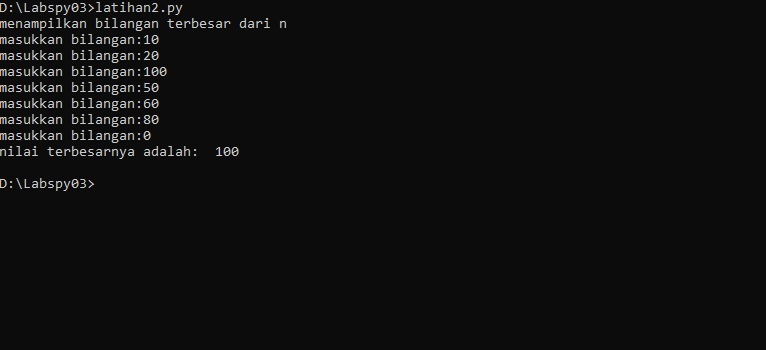 D:\Labspy03>latihan2.py
menampilkan bilangan terbesar dari n
masukkan bilangan:10
masukkan bilangan:20
masukkan bilangan:100
masukkan bilangan:50
masukkan bilangan:60
masukkan bilangan:80
masukkan bilangan:0
nilai terbesarnya adalah:  100
D:\Labspy03>